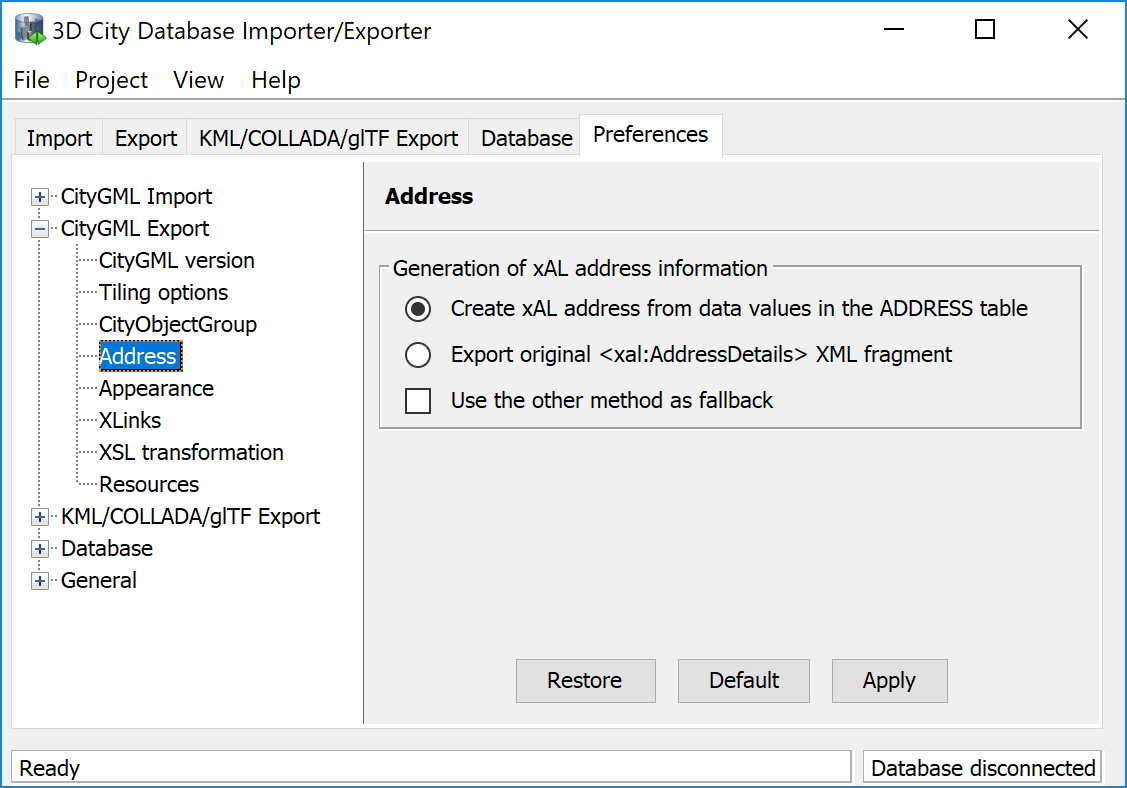 3D City Database Importer/Exporter
File Project View Help
Import Export KML/COLLADA/glTF Export Database Preferences
CityGML Import
CityGML Export
CityGML version
Tiling options
CityObjectGroup
Address
Appearance
XLinks
XSL transformation
Resources
KML/COLLADA/glTF Export
Database
General
Address
Generation of xAL address information
Create xAL address from data values in the ADDRESS table
Export original <xal:AddressDetails> XML fragment
Use the other method as fallback
Restore Default Apply
Ready Database disconnected